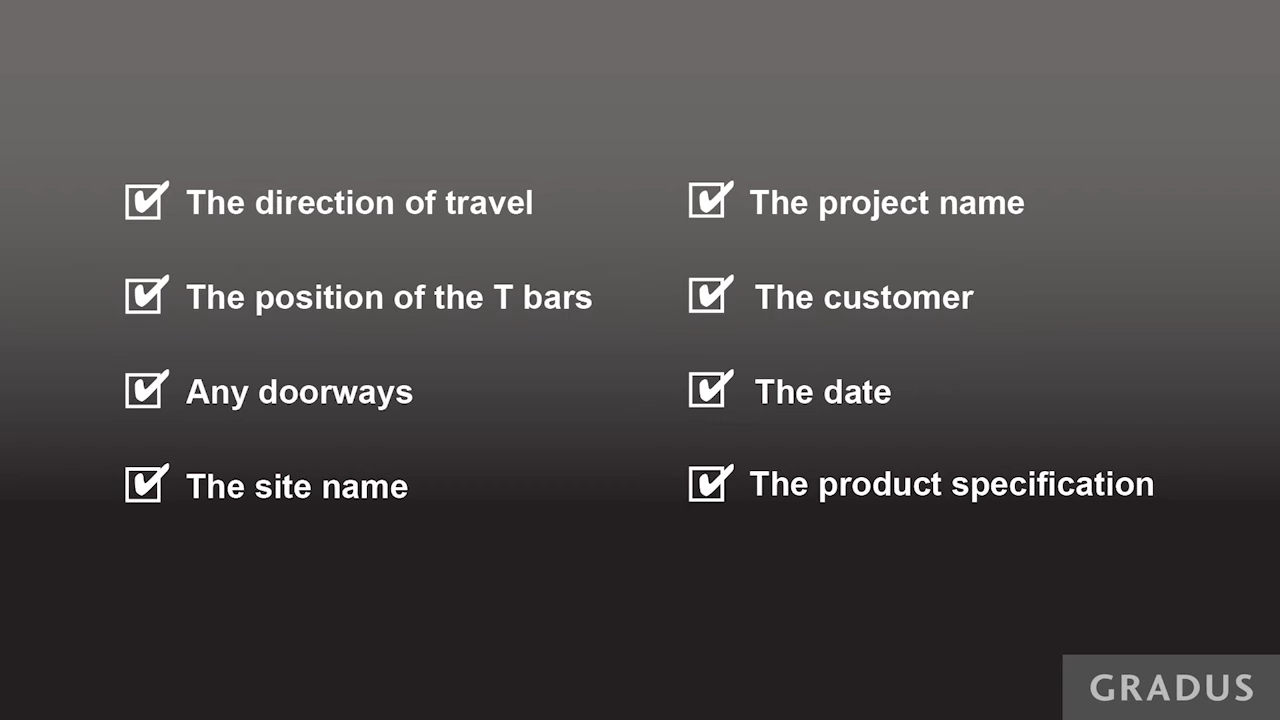 The direction of travel
The position of the T bars
Any doorways
The site name
The project name
The customer
The date
The product specification
GRADUS